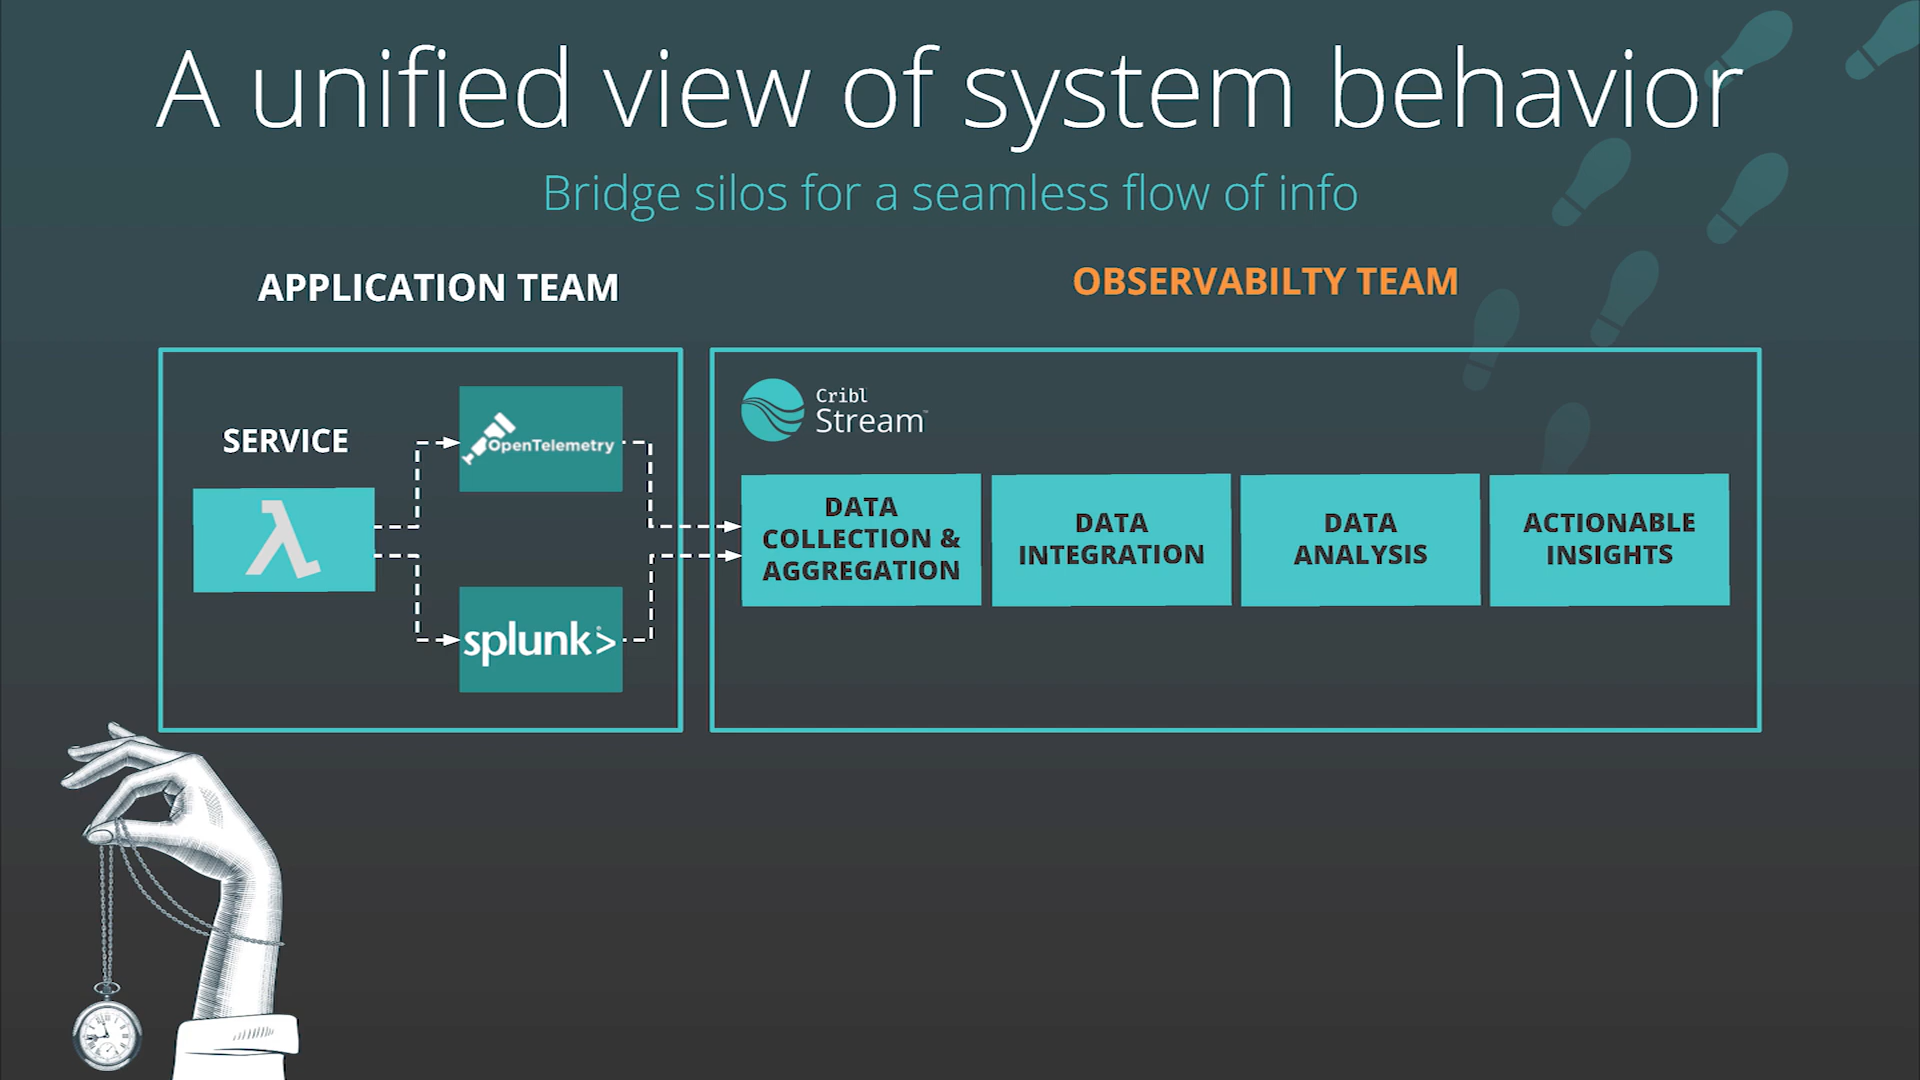 A unified view of system behavior
Bridge silos for a seamless flow of info
APPLICATION TEAM
OBSERVABILTY TEAM
SERVICE
λ
OpenTelemetry
splunk>
Cribl
Stream™
DATA
COLLECTION &
AGGREGATION
DATA
INTEGRATION
DATA
ANALYSIS
ACTIONABLE
INSIGHTS